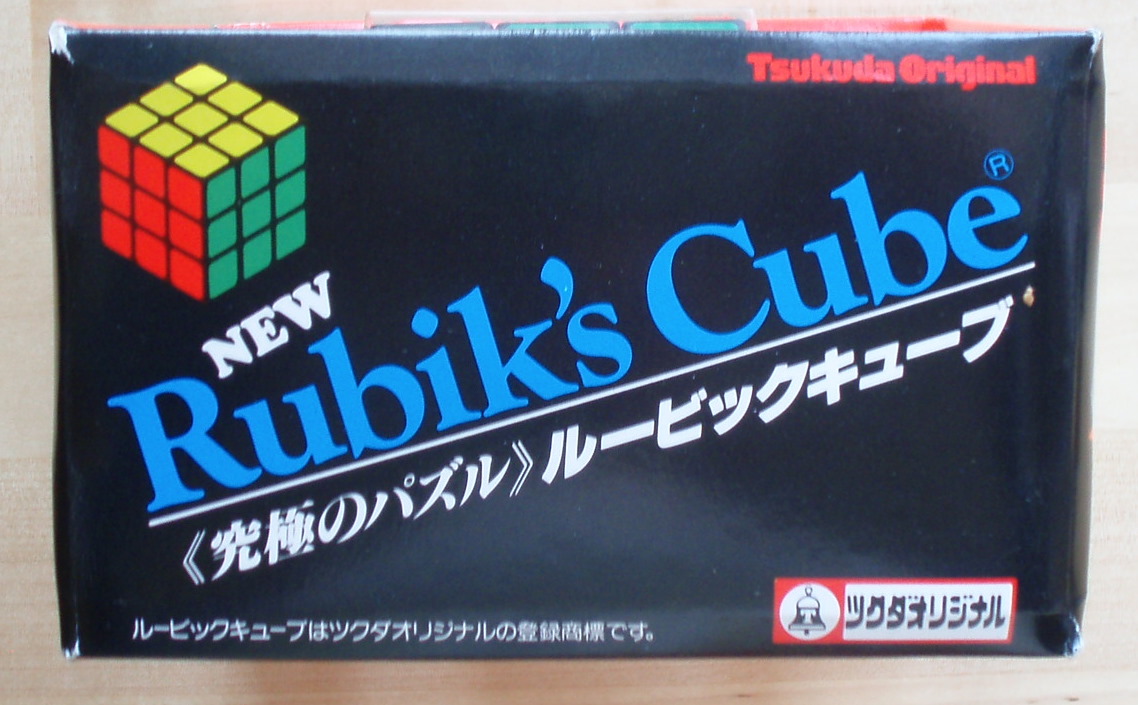 Tsukuda Original
NEW
Rubik's Cube®
《究極のパズル》ルービックキューブ
ルービックキューブはツクダオリジナルの登録商標です。
T ツクダオリジナル